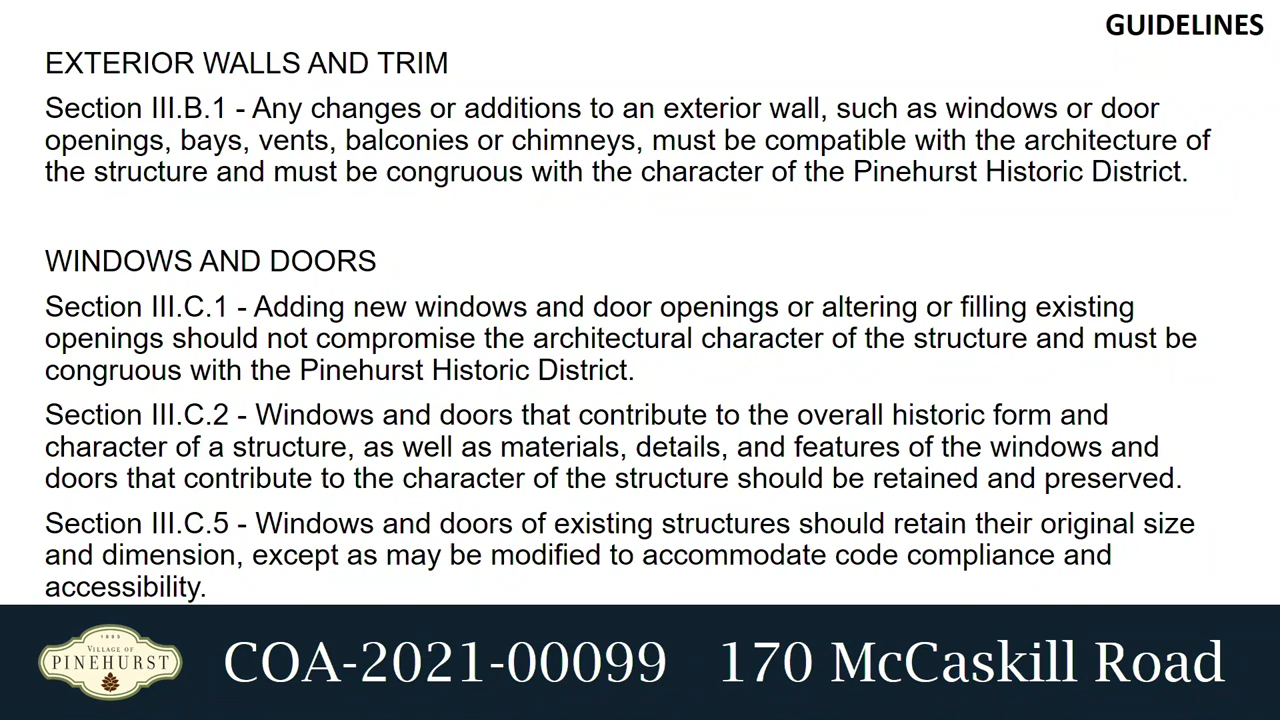 GUIDELINES
EXTERIOR WALLS AND TRIM
Section III.B.1 - Any changes or additions to an exterior wall, such as windows or door
openings, bays, vents, balconies or chimneys, must be compatible with the architecture of
the structure and must be congruous with the character of the Pinehurst Historic District.
WINDOWS AND DOORS
Section III.C.1 - Adding new windows and door openings or altering or filling existing
openings should not compromise the architectural character of the structure and must be
congruous with the Pinehurst Historic District.
Section III.C.2 - Windows and doors that contribute to the overall historic form and
character of a structure, as well as materials, details, and features of the windows and
doors that contribute to the character of the structure should be retained and preserved.
Section III.C.5 - Windows and doors of existing structures should retain their original size
and dimension, except as may be modified to accommodate code compliance and
accessibility.
1895
VILLAGE OF
PINEHURST
COA-2021-00099 170 McCaskill Road